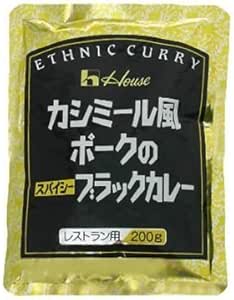 ETHNIC CURRY
House
カシミール風
ポークの
スパイシー ブラックカレー
レストラン用 200g